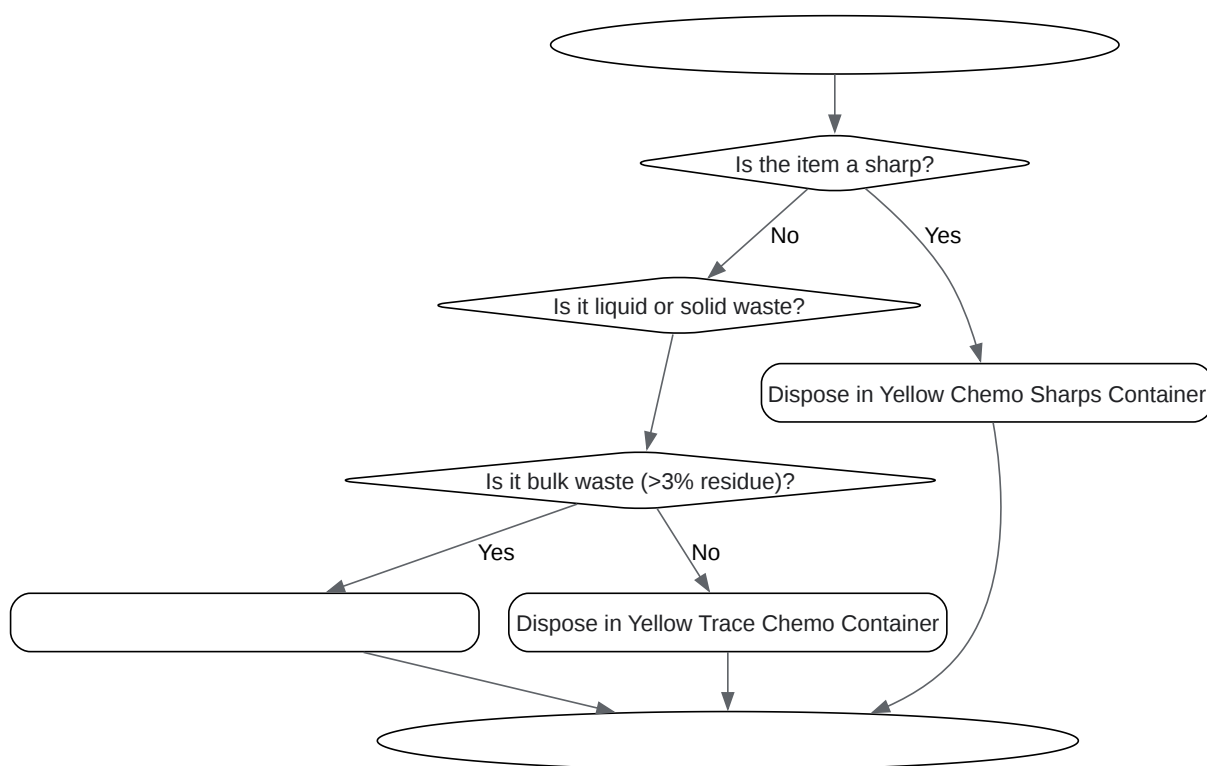 Is the item a sharp?
No
Yes
Is it liquid or solid waste?
Dispose in Yellow Chemo Sharps Container
Is it bulk waste (>3% residue)?
Yes
No
Dispose in Yellow Trace Chemo Container